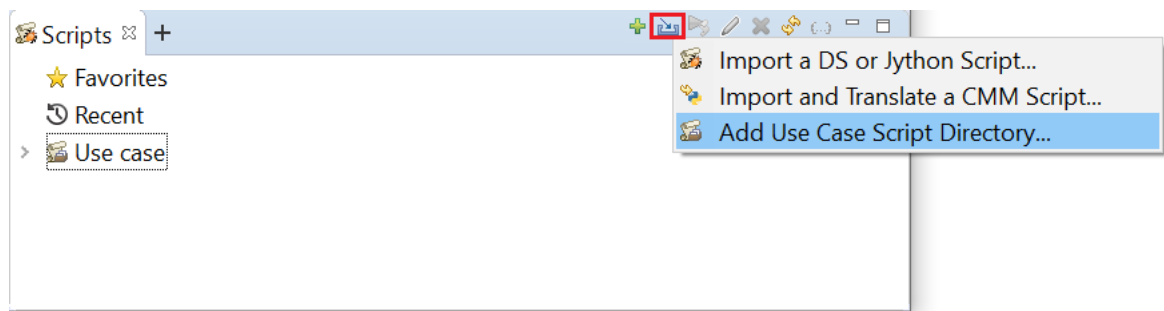 Scripts
Favorites
Recent
Use case
Import a DS or Jython Script...
Import and Translate a CMM Script...
Add Use Case Script Directory...